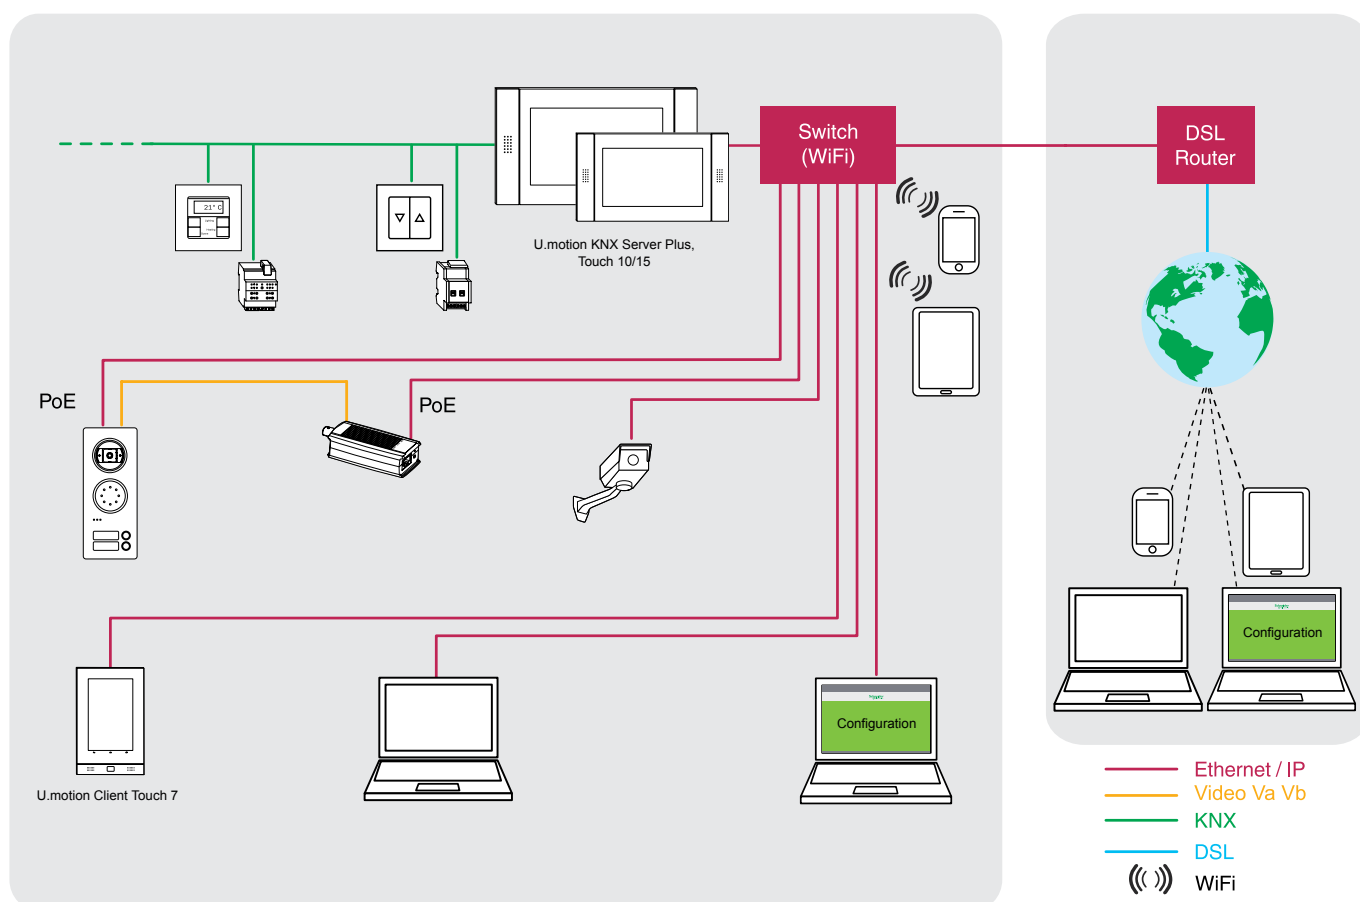 Switch
(WiFi)
DSL
Router
21° C
U.motion KNX Server Plus,
Touch 10/15
PoE
PoE
Configuration
Configuration
U.motion Client Touch 7
Ethernet / IP
Video Va Vb
KNX
DSL
WiFi